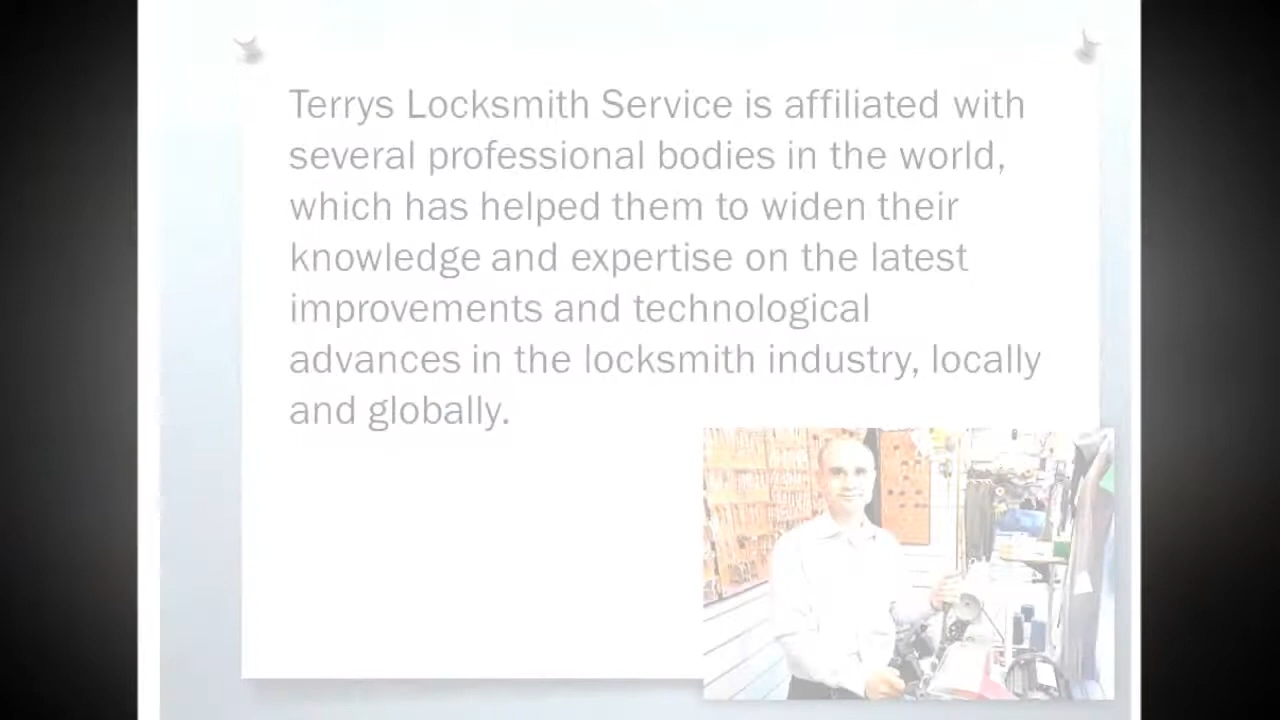 Terrys Locksmith Service is affiliated with
several professional bodies in the world,
which has helped them to widen their
knowledge and expertise on the latest
improvements and technological
advances in the locksmith industry, locally
and globally.